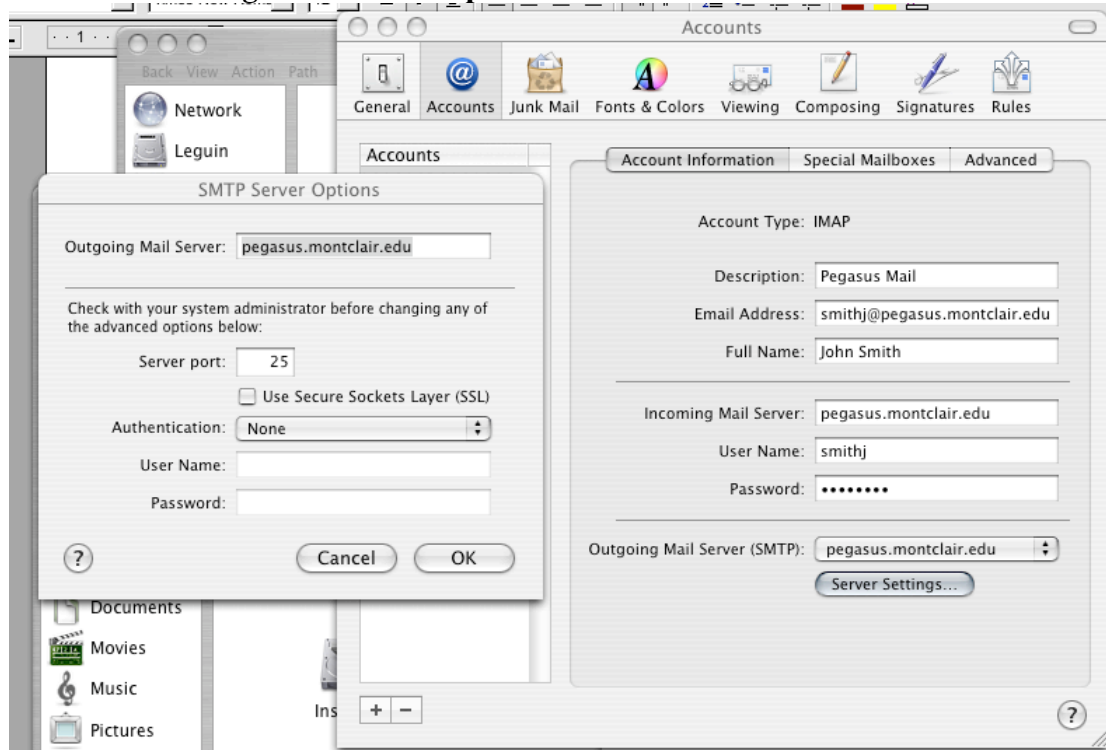 · · 1 · ·
Accounts
Back View Action Path
General Accounts Junk Mail Fonts & Colors Viewing Composing Signatures Rules
Network
Leguin
Accounts
Account Information Special Mailboxes Advanced
SMTP Server Options
Outgoing Mail Server: pegasus.montclair.edu
Check with your system administrator before changing any of
the advanced options below:
Server port: 25
Use Secure Sockets Layer (SSL)
Authentication: None
User Name:
Password:
? Cancel OK
Account Type: IMAP
Description: Pegasus Mail
Email Address: smithj@pegasus.montclair.edu
Full Name: John Smith
Incoming Mail Server: pegasus.montclair.edu
User Name: smithj
Password: ••••••••
Outgoing Mail Server (SMTP): pegasus.montclair.edu
Server Settings...
Documents
Movies
Music
Pictures
Ins
+ −
?